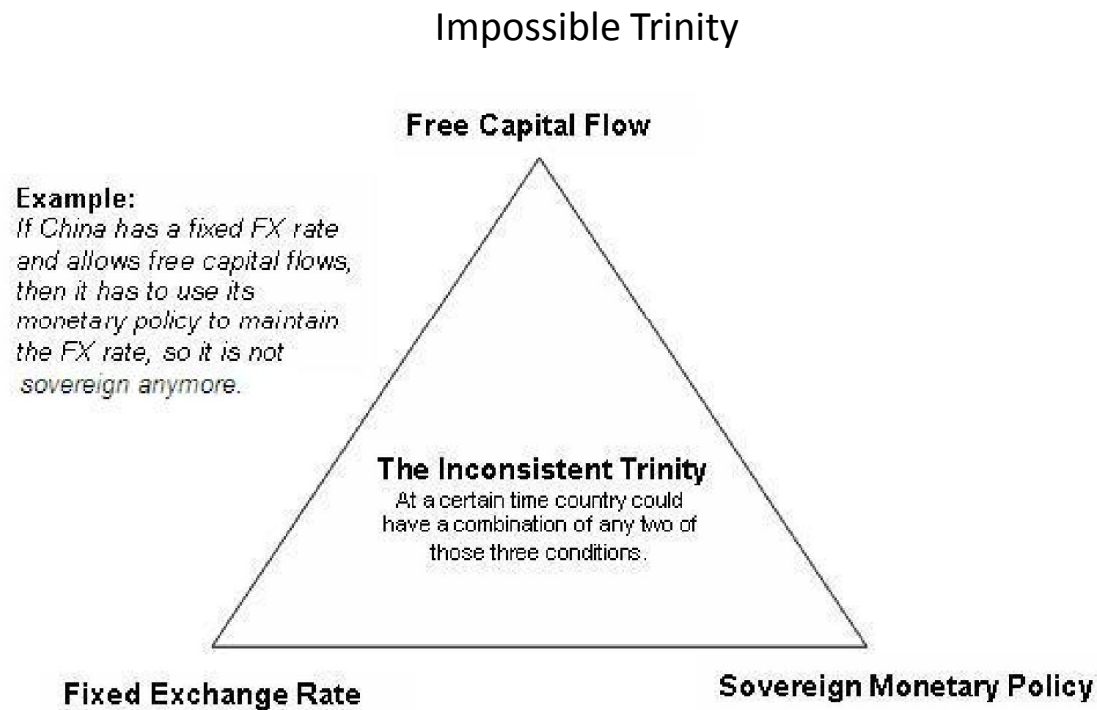 Impossible Trinity
Free Capital Flow
Example:
If China has a fixed FX rate
and allows free capital flows,
then it has to use its
monetary policy to maintain
the FX rate, so it is not
sovereign anymore.
The Inconsistent Trinity
At a certain time country could
have a combination of any two of
those three conditions.
Fixed Exchange Rate
Sovereign Monetary Policy